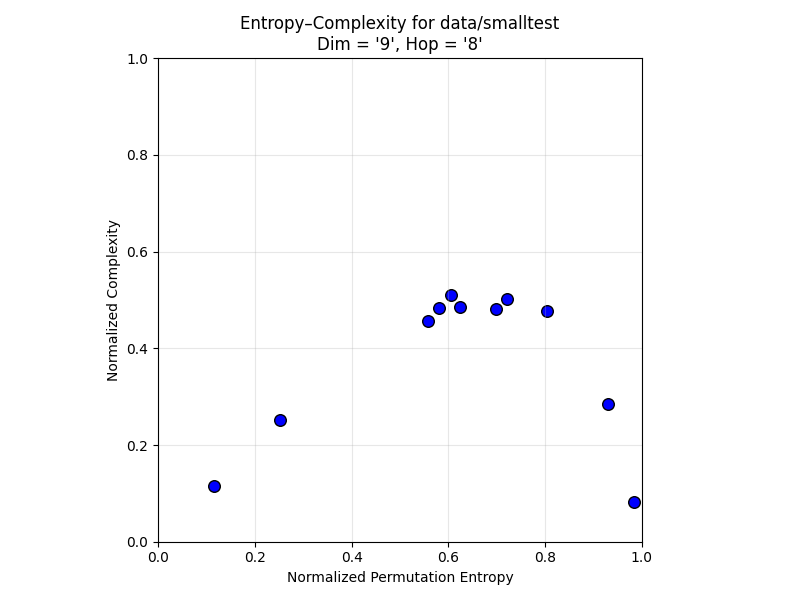 Entropy–Complexity for data/smalltest
Dim = '9', Hop = '8'
1.0
0.8
0.6
0.4
0.2
0.0
Normalized Complexity
0.0 0.2 0.4 0.6 0.8 1.0
Normalized Permutation Entropy